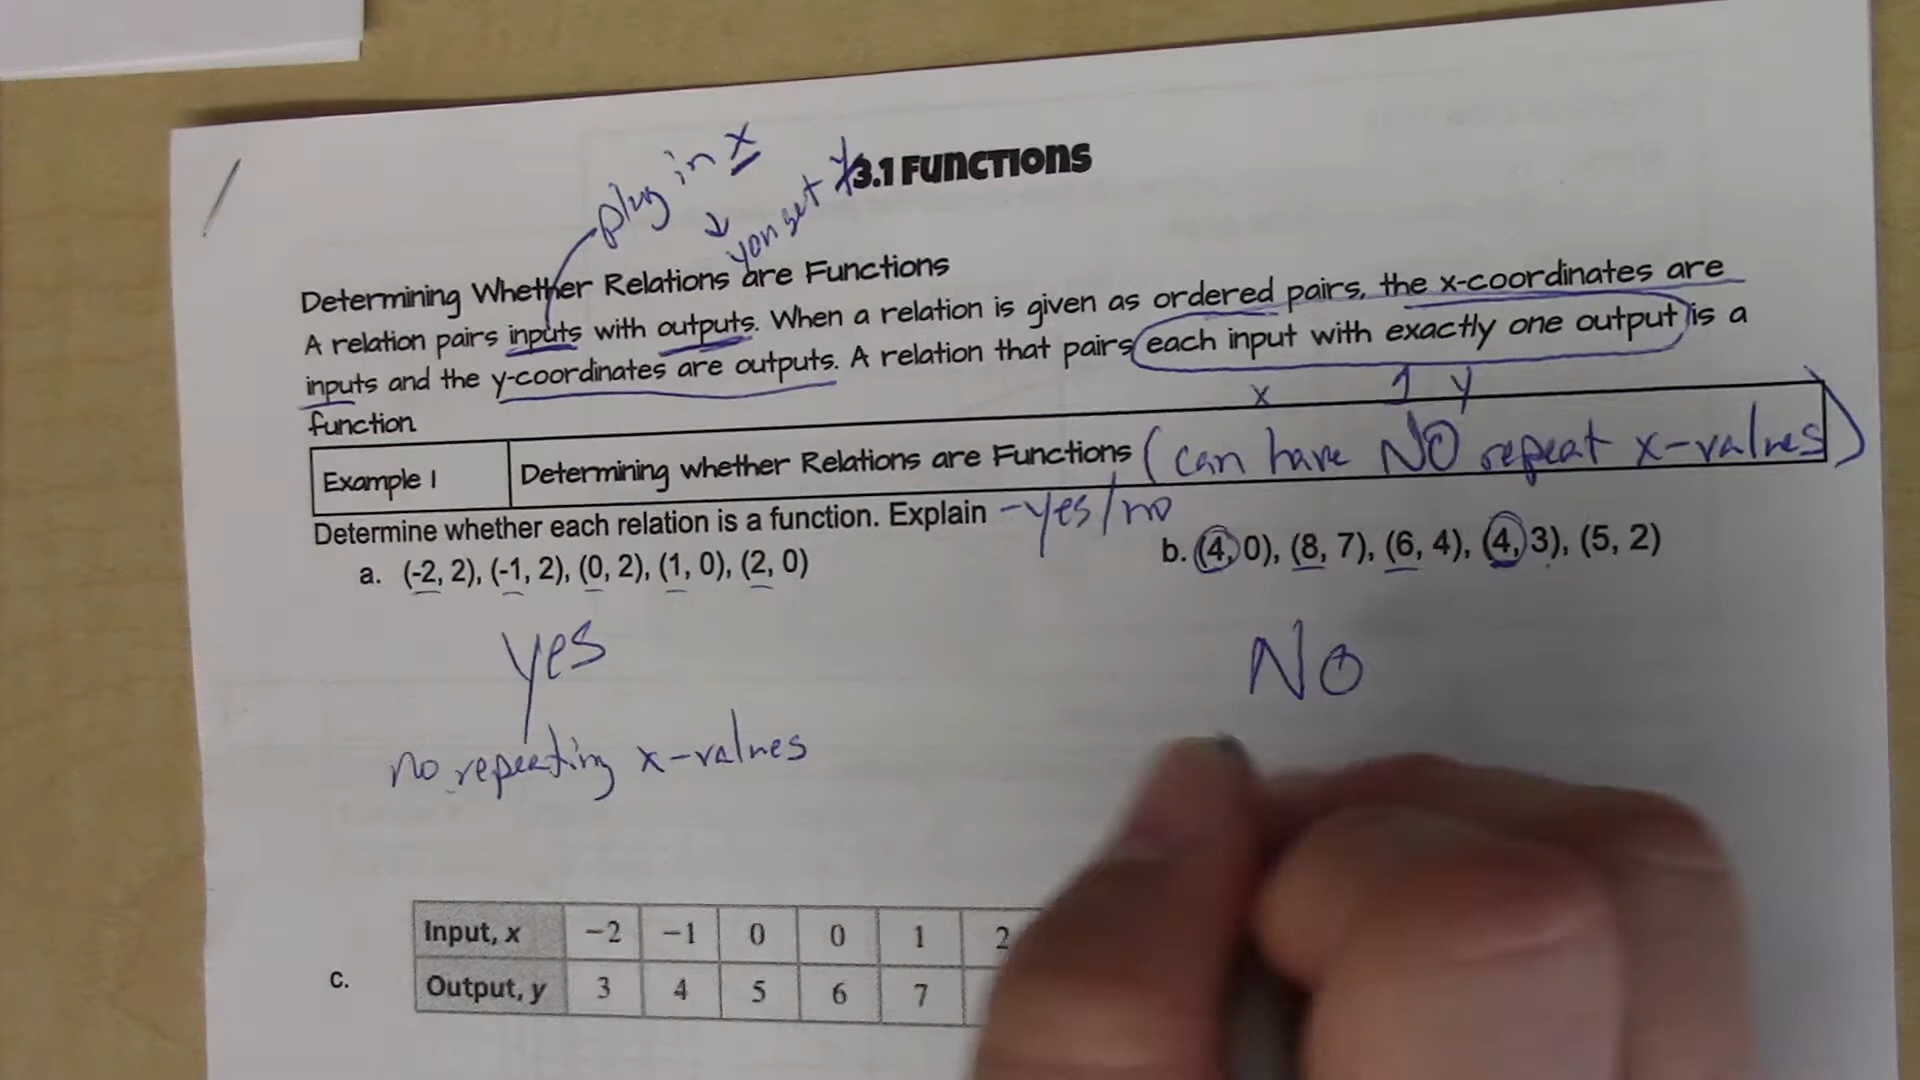 plug in x
↓
you get y
3.1 FUNCTIONS
Determining Whether Relations are Functions
A relation pairs inputs with outputs. When a relation is given as ordered pairs, the x-coordinates are
inputs and the y-coordinates are outputs. A relation that pairs each input with exactly one output is a
x 1 y
function.
Example 1 Determining whether Relations are Functions (can have NO repeat x-values)
Determine whether each relation is a function. Explain - yes/no
a. (-2, 2), (-1, 2), (0, 2), (1, 0), (2, 0) b. (4, 0), (8, 7), (6, 4), (4, 3), (5, 2)
yes No
no repeating x-values
c.
Input, x −2 −1 0 0 1 2
Output, y 3 4 5 6 7